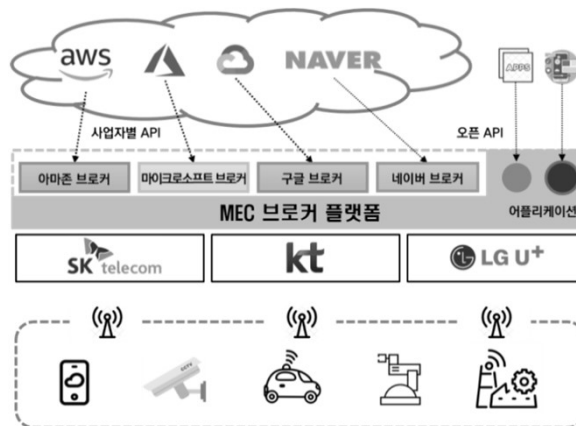 aws
NAVER
APPS
사업자별 API
오픈 API
아마존 브로커
마이크로소프트 브로커
구글 브로커
네이버 브로커
MEC 브로커 플랫폼
어플리케이션
SK telecom
kt
LG U+
CCTV